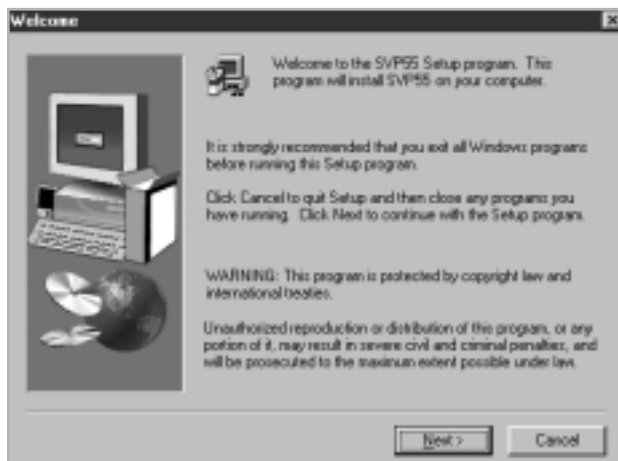 Welcome
Welcome to the SVP55 Setup program. This
program will install SVP55 on your computer.
It is strongly recommended that you exit all Windows programs
before running this Setup program.
Click Cancel to quit Setup and then close any programs you
have running. Click Next to continue with the Setup program.
WARNING: This program is protected by copyright law and
international treaties.
Unauthorized reproduction or distribution of this program, or any
portion of it, may result in severe civil and criminal penalties, and
will be prosecuted to the maximum extent possible under law.
Next >
Cancel